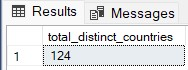 Results Messages
total_distinct_countries
1 124